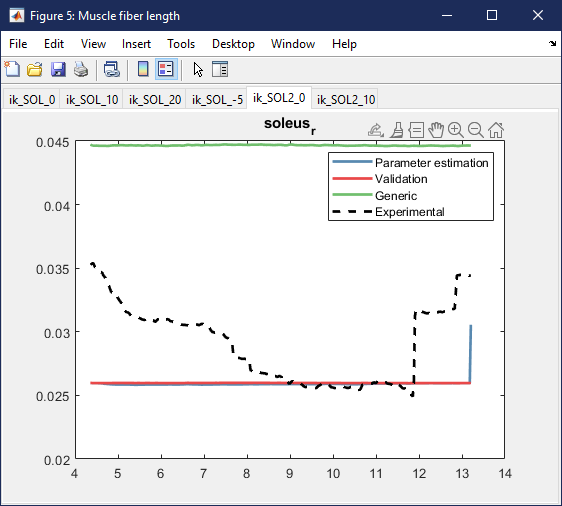 Figure 5: Muscle fiber length
File Edit View Insert Tools Desktop Window Help
ik_SOL_0 ik_SOL_10 ik_SOL_20 ik_SOL_-5 ik_SOL2_0 ik_SOL2_10
soleus_r
0.045
0.04
0.035
0.03
0.025
0.02
Parameter estimation
Validation
Generic
Experimental
4 5 6 7 8 9 10 11 12 13 14